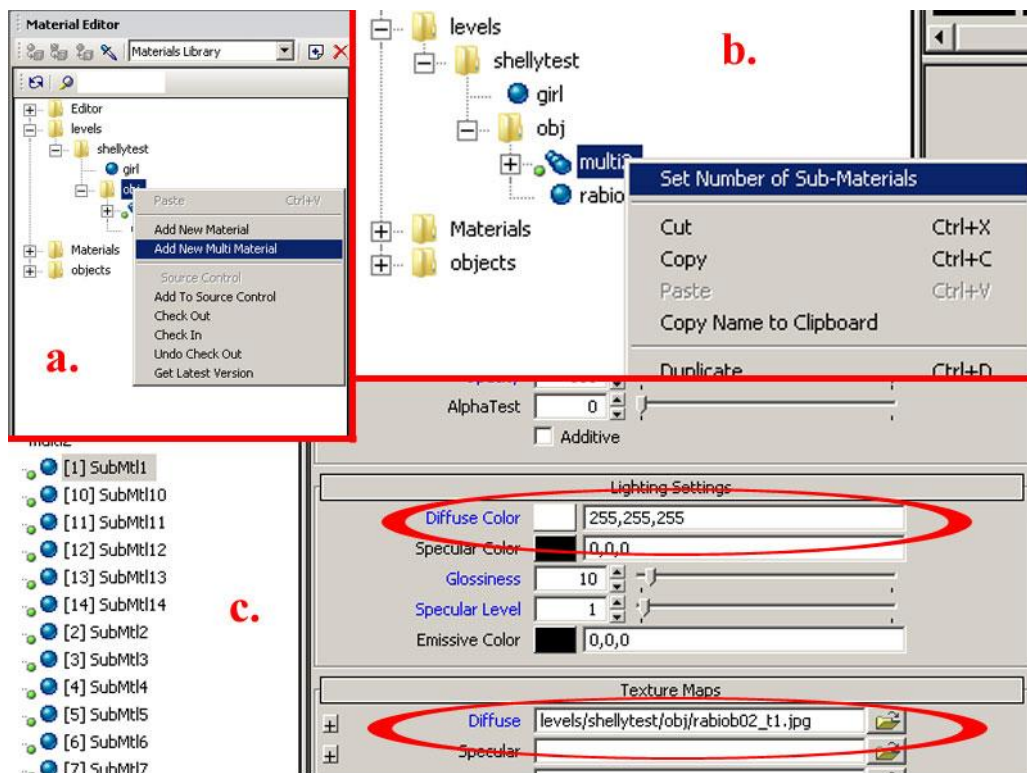 Material Editor
Materials Library
Editor
levels
shellytest
girl
obj
Materials
objects
Paste Ctrl+V
Add New Material
Add New Multi Material
Source Control
Add To Source Control
Check Out
Check In
Undo Check Out
Get Latest Version
a.
levels
shellytest
girl
obj
multi2
rabio
Materials
objects
Set Number of Sub-Materials
Cut Ctrl+X
Copy Ctrl+C
Paste Ctrl+V
Copy Name to Clipboard
Duplicate Ctrl+D
b.
multi2
[1] SubMtl1
[10] SubMtl10
[11] SubMtl11
[12] SubMtl12
[13] SubMtl13
[14] SubMtl14
[2] SubMtl2
[3] SubMtl3
[4] SubMtl4
[5] SubMtl5
[6] SubMtl6
[7] SubMtl7
c.
AlphaTest 0
Additive
Lighting Settings
Diffuse Color 255,255,255
Specular Color 0,0,0
Glossiness 10
Specular Level 1
Emissive Color 0,0,0
Texture Maps
Diffuse levels/shellytest/obj/rabiob02_t1.jpg
Specular